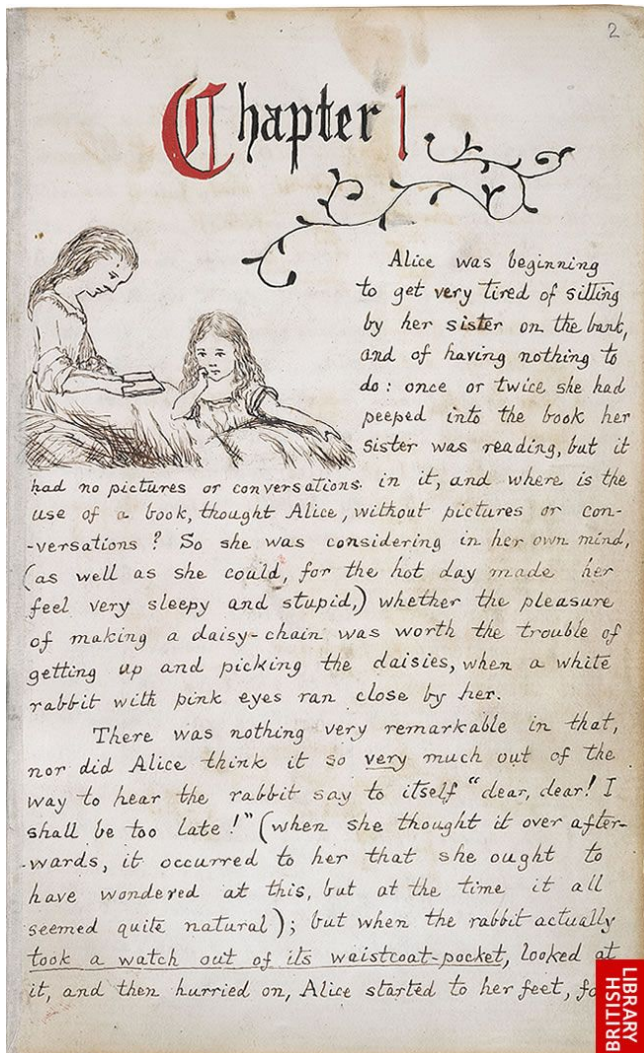 2
Chapter 1
Alice was beginning
to get very tired of sitting
by her sister on the bank,
and of having nothing to
do: once or twice she had
peeped into the book her
sister was reading, but it
had no pictures or conversations in it, and where is the
use of a book, thought Alice, without pictures or con-
-versations? So she was considering in her own mind,
(as well as she could, for the hot day made her
feel very sleepy and stupid,) whether the pleasure
of making a daisy-chain was worth the trouble of
getting up and picking the daisies, when a white
rabbit with pink eyes ran close by her.
There was nothing very remarkable in that,
nor did Alice think it so very much out of the
way to hear the rabbit say to itself "dear, dear! I
shall be too late!" (when she thought it over after-
-wards, it occurred to her that she ought to
have wondered at this, but at the time it all
seemed quite natural); but when the rabbit actually
took a watch out of its waistcoat-pocket, looked at
it, and then hurried on, Alice started to her feet,
BRITISH
LIBRARY